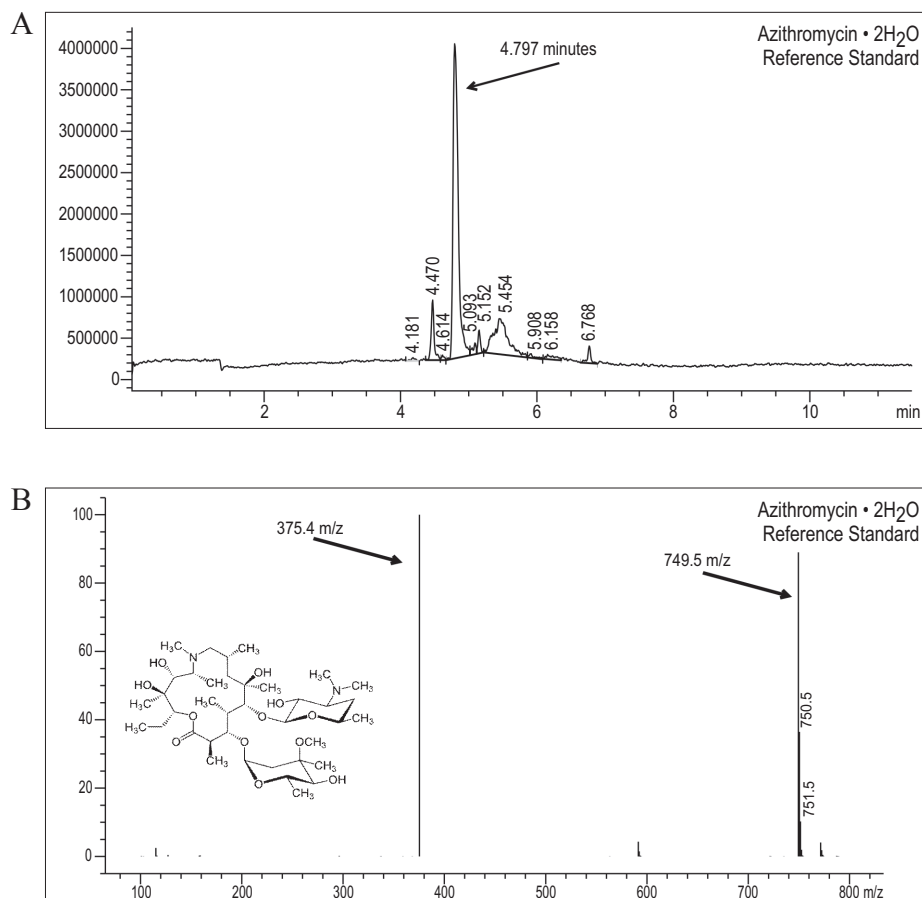 A
Azithromycin • 2H2O
Reference Standard
4.797 minutes
4000000
3500000
3000000
2500000
2000000
1500000
1000000
500000
0
4.181
4.470
4.614
5.093
5.152
5.454
5.908
6.158
6.768
2
4
6
8
10
min
B
Azithromycin • 2H2O
Reference Standard
375.4 m/z
749.5 m/z
100
80
60
40
20
0
750.5
751.5
H3C
N
CH3
HO
CH3
OH
CH3
HO
CH3
H3C
H3C
O
O
H3C
CH3
O
HO
H3C
N
CH3
O
CH3
O
OCH3
CH3
OH
O
CH3
100
200
300
400
500
600
700
800 m/z